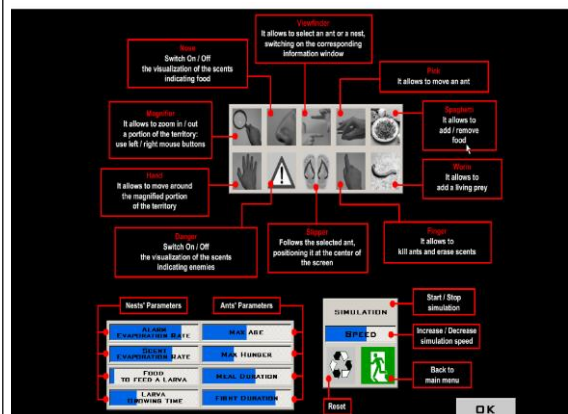 Viewfinder
It allows to select an ant or a nest,
switching on the corresponding
information window
Nose
Switch On / Off
the visualization of the scents
indicating food
Pick
It allows to move an ant
Magnifier
It allows to zoom in / out
a portion of the territory:
use left / right mouse buttons
Spaghetti
It allows to
add / remove
food
Hand
It allows to move around
the magnified portion
of the territory
Worm
It allows to
add a living prey
Danger
Switch On / Off
the visualization of the scents
indicating enemies
Slipper
Follows the selected ant,
positioning it at the center of
the screen
Finger
It allows to
kill ants and erase scents
Nests' Parameters
Ants' Parameters
ALARM
EVAPORATION RATE
SCENT
EVAPORATION RATE
FOOD
TO FEED A LARVA
LARVA
GROWING TIME
MAX AGE
MAX HUNGER
MEAL DURATION
FIGHT DURATION
SIMULATION
SPEED
Start / Stop
simulation
Increase / Decrease
simulation speed
Back to
main menu
Reset
OK